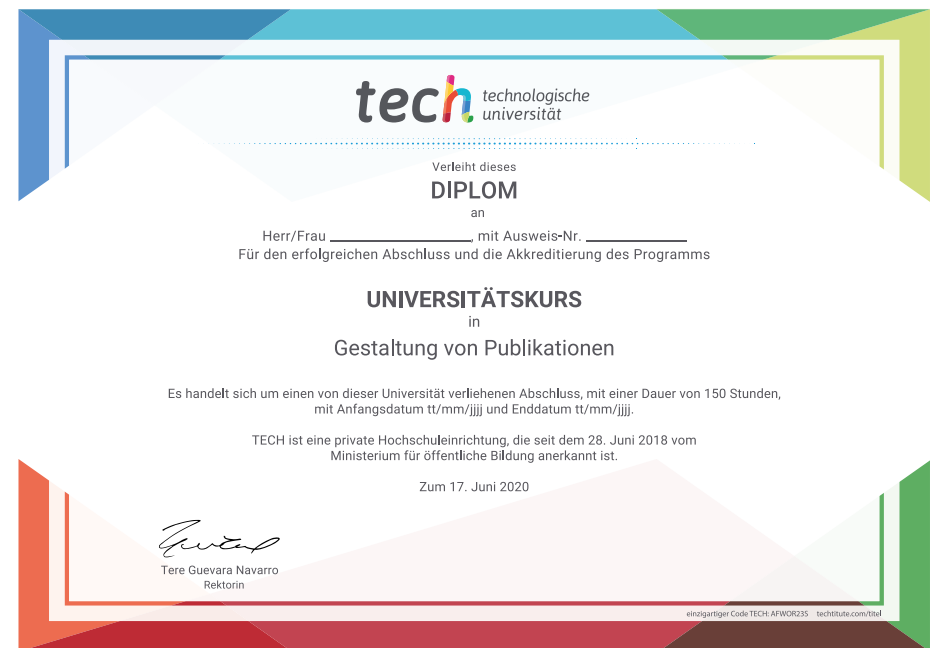 tech technologische
universität
Verleiht dieses
DIPLOM
an
Herr/Frau ____________________, mit Ausweis-Nr. ______________
Für den erfolgreichen Abschluss und die Akkreditierung des Programms
UNIVERSITÄTSKURS
in
Gestaltung von Publikationen
Es handelt sich um einen von dieser Universität verliehenen Abschluss, mit einer Dauer von 150 Stunden,
mit Anfangsdatum tt/mm/jjjj und Enddatum tt/mm/jjjj.
TECH ist eine private Hochschuleinrichtung, die seit dem 28. Juni 2018 vom
Ministerium für öffentliche Bildung anerkannt ist.
Zum 17. Juni 2020
Tere Guevara Navarro
Rektorin
einzigartiger Code TECH: AFWOR23S techtitute.com/titel